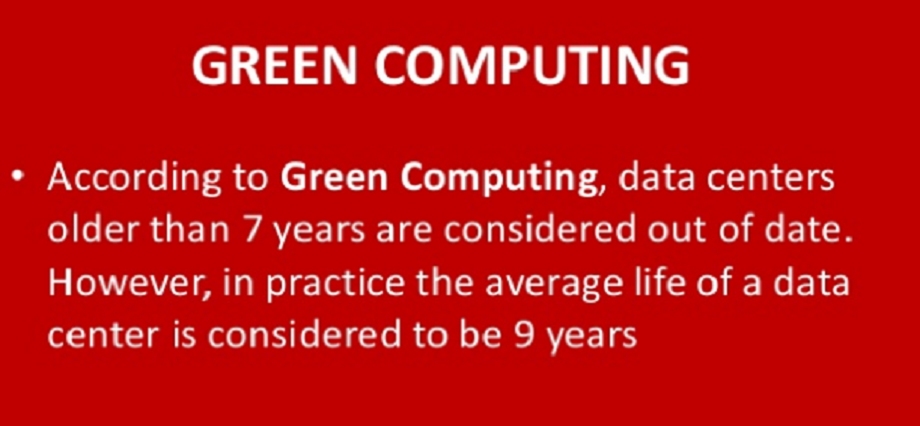 GREEN COMPUTING
• According to Green Computing, data centers
older than 7 years are considered out of date.
However, in practice the average life of a data
center is considered to be 9 years